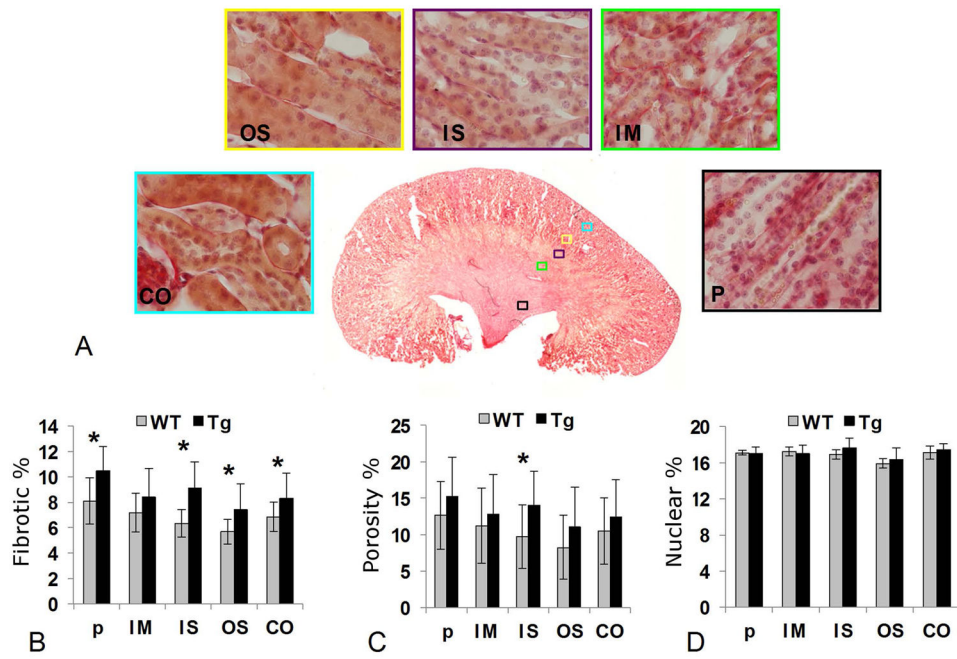 OS
IS
IM
CO
P
A
WT Tg
Fibrotic %
14
12
10
8
6
4
2
0
* * * *
p IM IS OS CO
B
WT Tg
Porosity %
25
20
15
10
5
0
*
p IM IS OS CO
C
WT Tg
Nuclear %
20
16
12
8
4
0
p IM IS OS CO
D